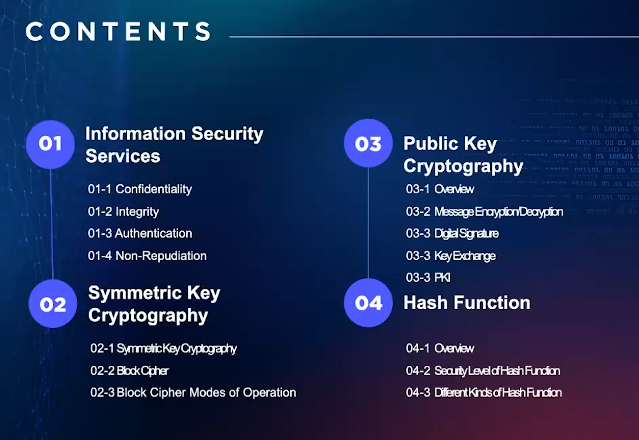 CONTENTS
01
Information Security
Services
01-1 Confidentiality
01-2 Integrity
01-3 Authentication
01-4 Non-Repudiation
02
Symmetric Key
Cryptography
02-1 Symmetric Key Cryptography
02-2 Block Cipher
02-3 Block Cipher Modes of Operation
03
Public Key
Cryptography
03-1 Overview
03-2 Message Encryption/Decryption
03-3 Digital Signature
03-3 Key Exchange
03-3 PKI
04
Hash Function
04-1 Overview
04-2 Security Level of Hash Function
04-3 Different Kinds of Hash Function